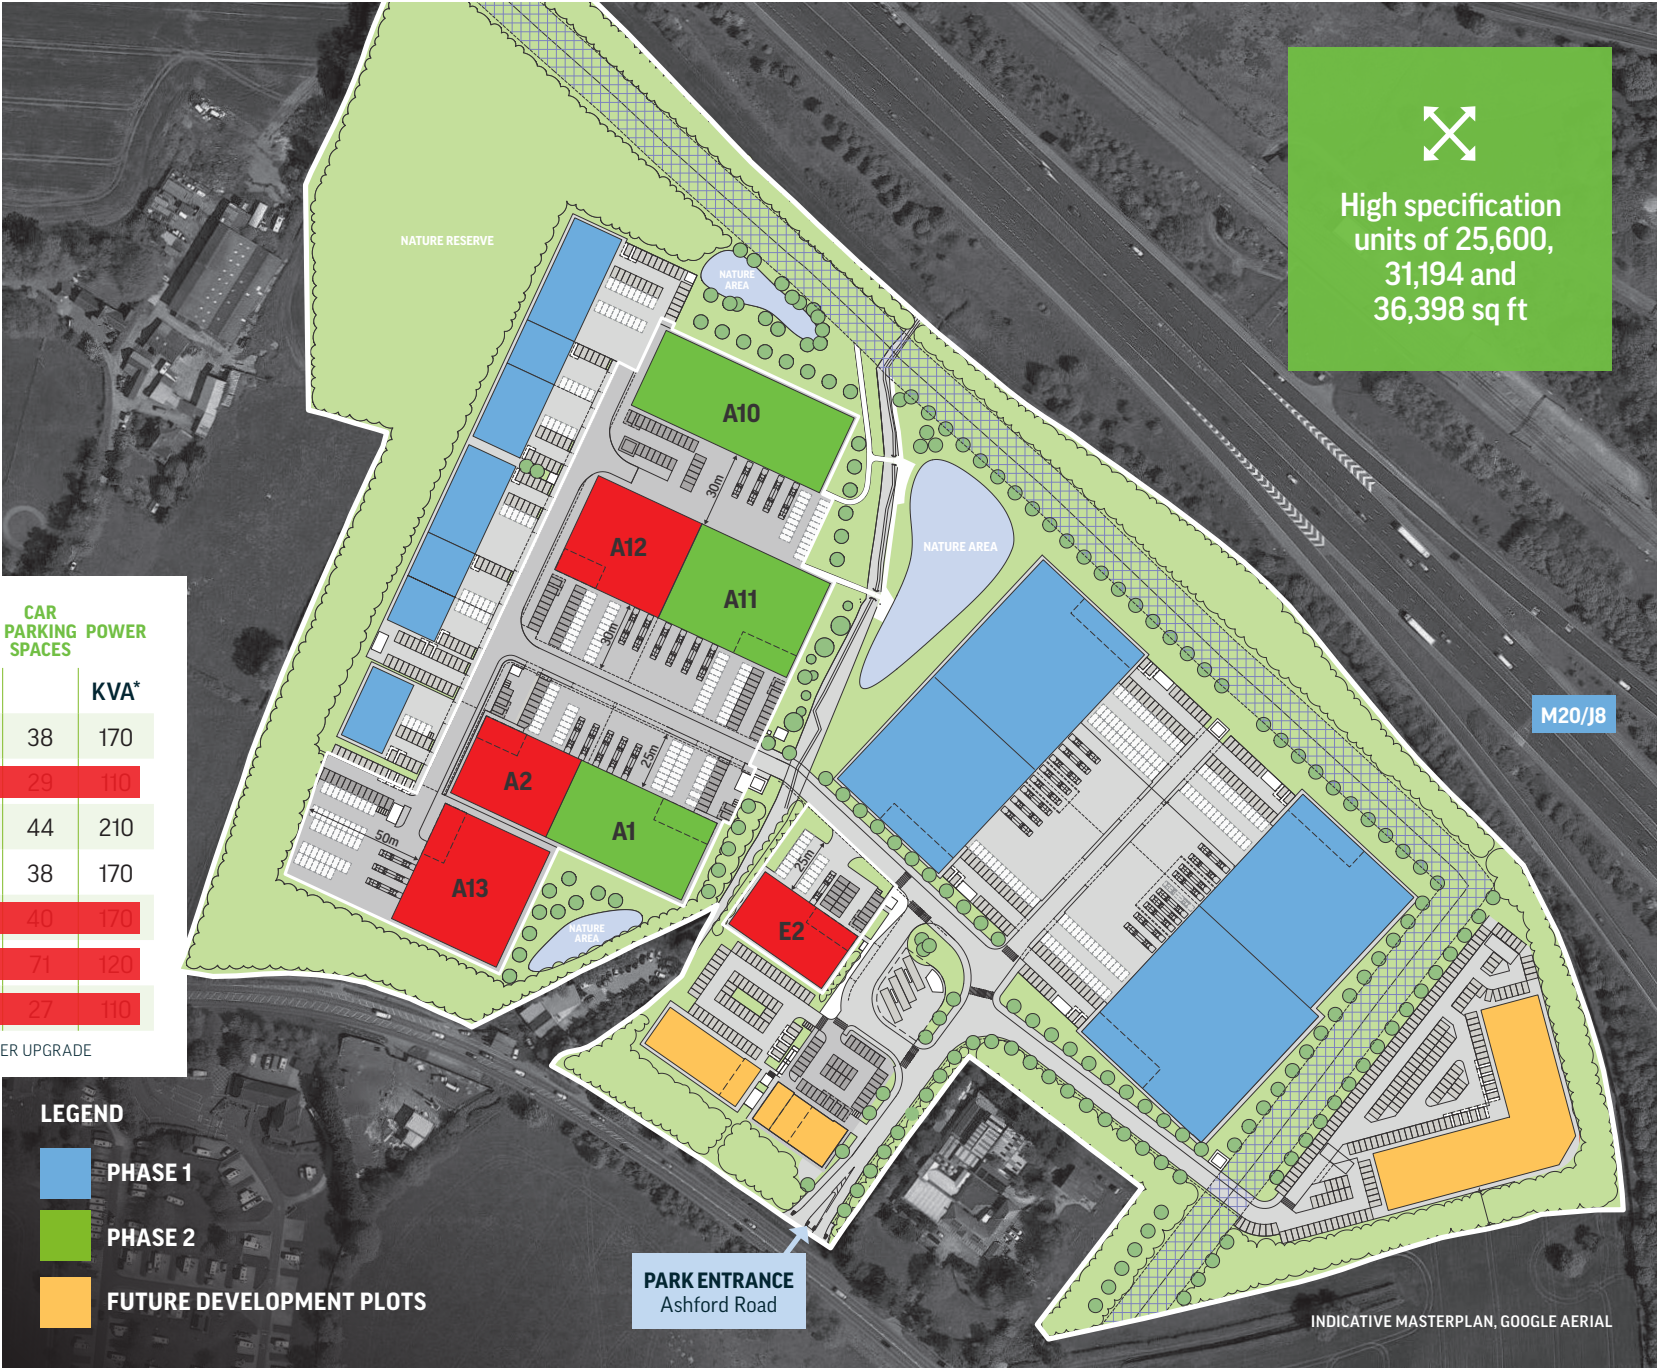 High specification
units of 25,600,
31,194 and
36,398 sq ft
NATURE RESERVE
NATURE
AREA
A10
30m
A12
A11
NATURE AREA
30m
CAR
PARKING
SPACES
POWER
KVA*
38 170
29 110
44 210
38 170
40 170
71 120
27 110
ER UPGRADE
M20/J8
25m
A2
A1
50m
A13
25m
E2
NATURE
AREA
LEGEND
PHASE 1
PHASE 2
FUTURE DEVELOPMENT PLOTS
PARK ENTRANCE
Ashford Road
INDICATIVE MASTERPLAN, GOOGLE AERIAL